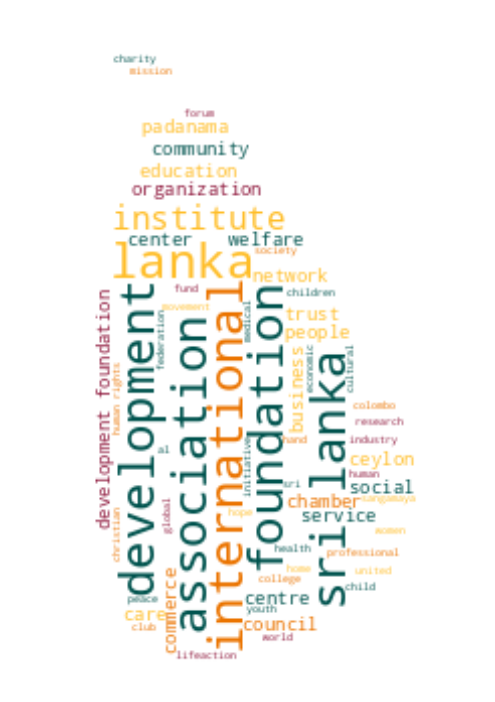 charity
mission
forum
padanama
community
education
organization
institute
center
welfare
lanka
society
network
fund
children
development foundation
development
association
international
foundation
movement
federation
medical
trust
people
business
economic
cultural
sri lanka
human rights
colombo
research
hand
industry
al
initiative
ceylon
human
sri
social
chamber
sangamaya
global
hope
service
christian
women
health
professional
home
united
college
child
peace
centre
youth
care
commerce
club
council
world
lifeaction